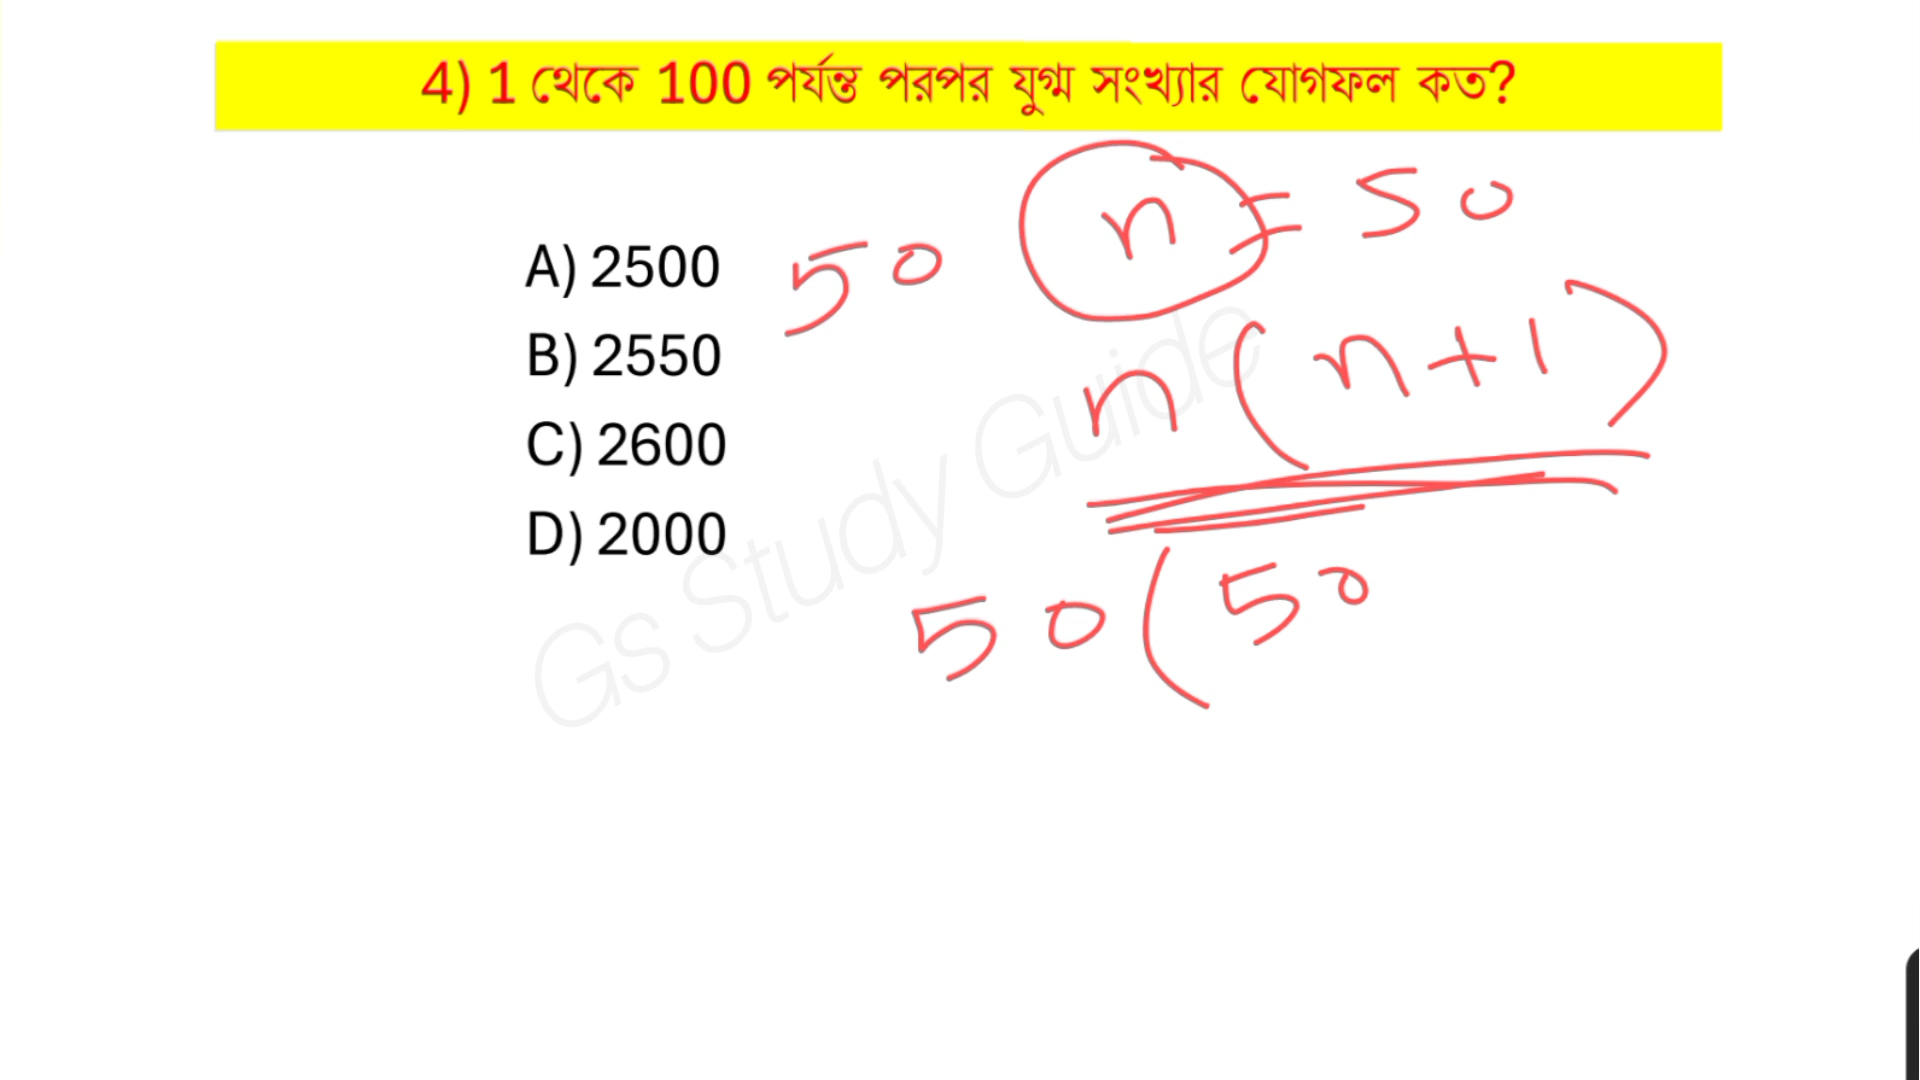 4) 1 থেকে 100 পর্যন্ত পরপর যুগ্ম সংখ্যার যোগফল কত?
n = 50
A) 2500 50
B) 2550 n(n+1)
C) 2600
D) 2000
50(50
Gs Study Guide